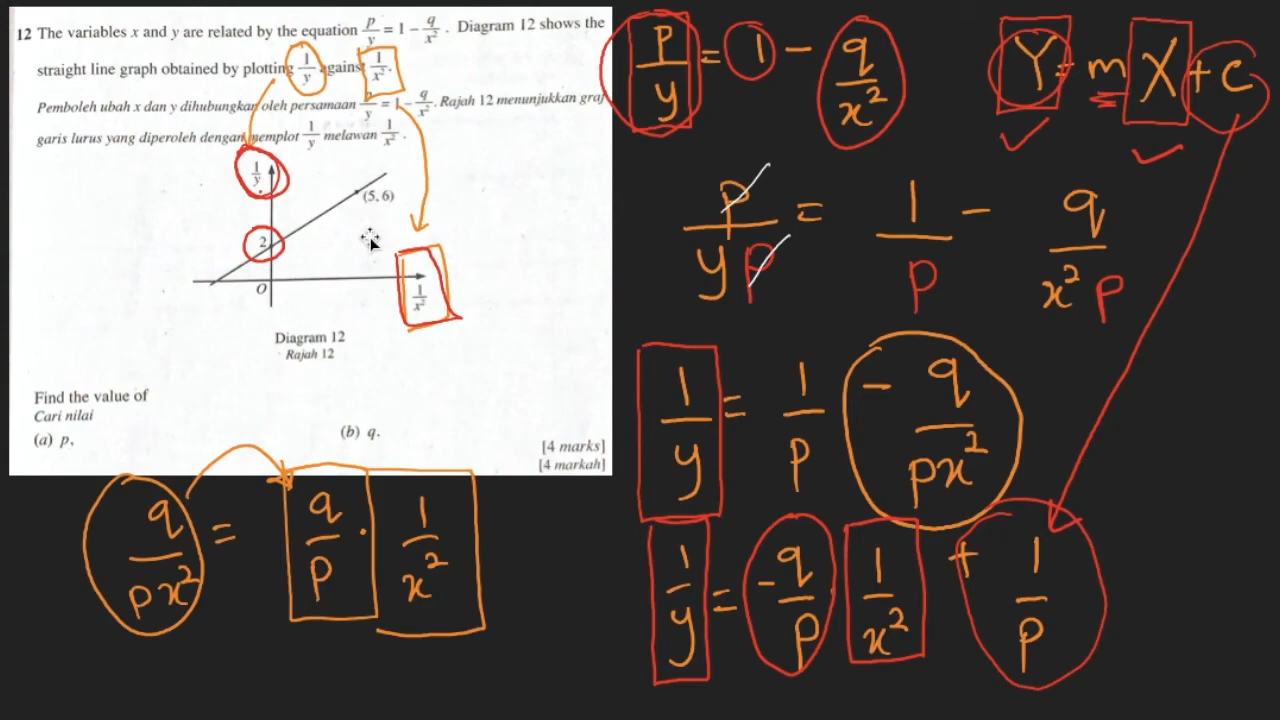 12 The variables x and y are related by the equation p/y = 1 − q/x². Diagram 12 shows the
straight line graph obtained by plotting 1/y against 1/x².
Pemboleh ubah x dan y dihubungkan oleh persamaan p/y = 1 − q/x². Rajah 12 menunjukkan graf
garis lurus yang diperoleh dengan memplot 1/y melawan 1/x².
1/y
(5, 6)
2
O
1/x²
Diagram 12
Rajah 12
Find the value of
Cari nilai
(a) p,
(b) q.
[4 marks]
[4 markah]
q/px² = q/p · 1/x²
p/y = 1 − q/x²
Y = mX + c
p/yp = 1/p − q/x²p
1/y = 1/p − q/px²
1/y = −q/p 1/x² + 1/p